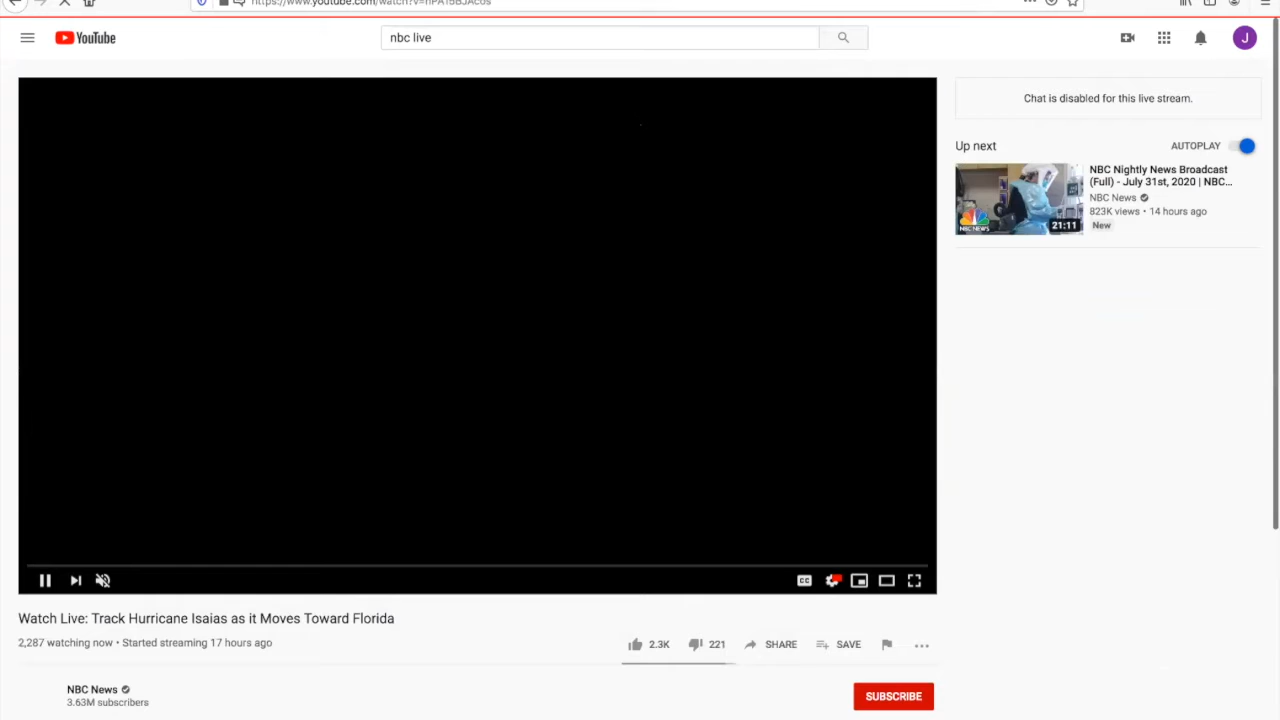 YouTube
nbc live
J
Chat is disabled for this live stream.
Up next
AUTOPLAY
NBC Nightly News Broadcast
(Full) - July 31st, 2020 | NBC...
NBC News
823K views • 14 hours ago
New
NBC NEWS
21:11
CC
Watch Live: Track Hurricane Isaias as it Moves Toward Florida
2,287 watching now • Started streaming 17 hours ago
2.3K
221
SHARE
SAVE
NBC News
3.63M subscribers
SUBSCRIBE